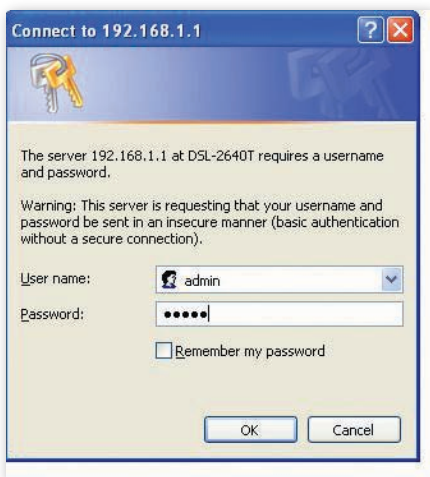 Connect to 192.168.1.1
The server 192.168.1.1 at DSL-2640T requires a username
and password.
Warning: This server is requesting that your username and
password be sent in an insecure manner (basic authentication
without a secure connection).
User name:
admin
Password:
•••••
Remember my password
OK
Cancel